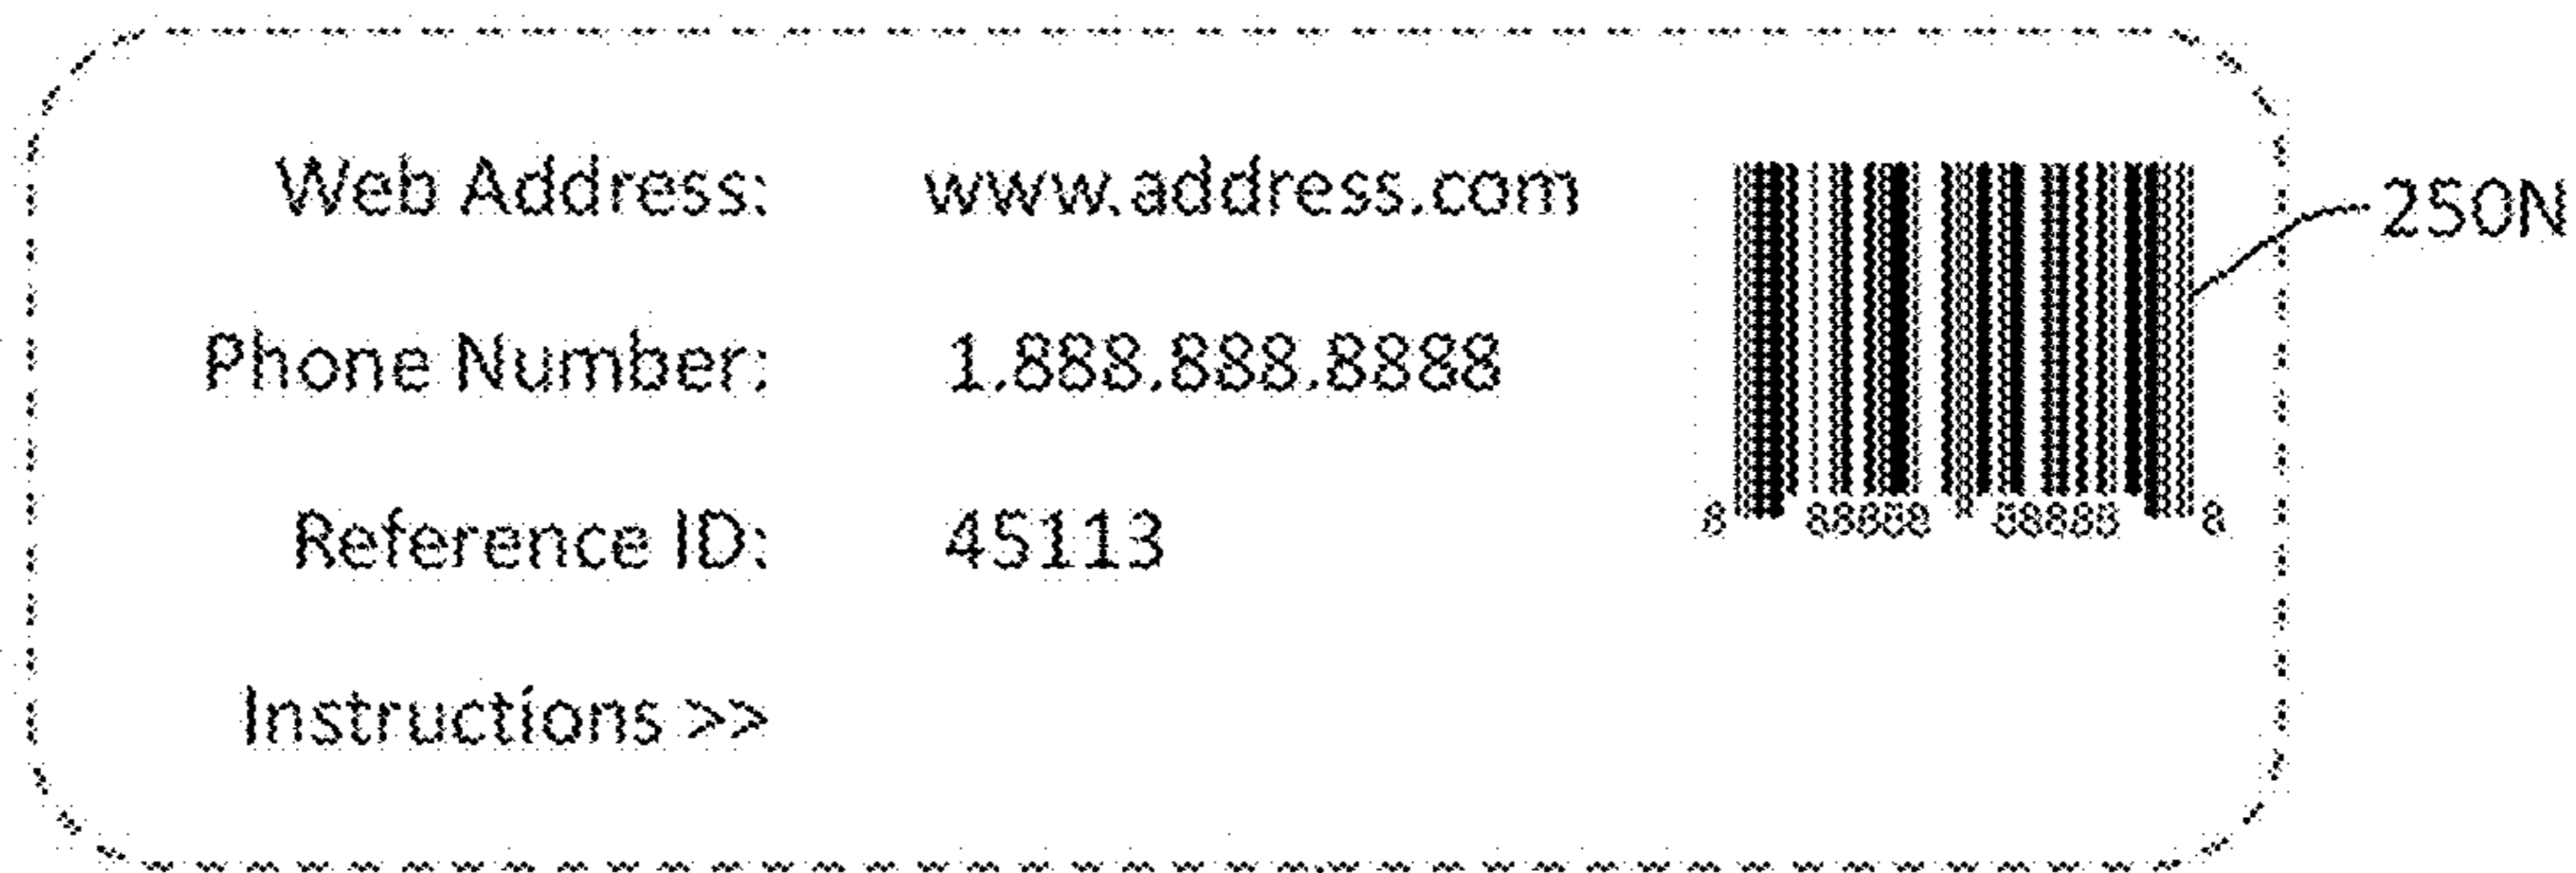 Web Address: www.address.com
250N
Phone Number: 1.888.888.8888
8 88888 88888 8
Reference ID: 45113
Instructions >>